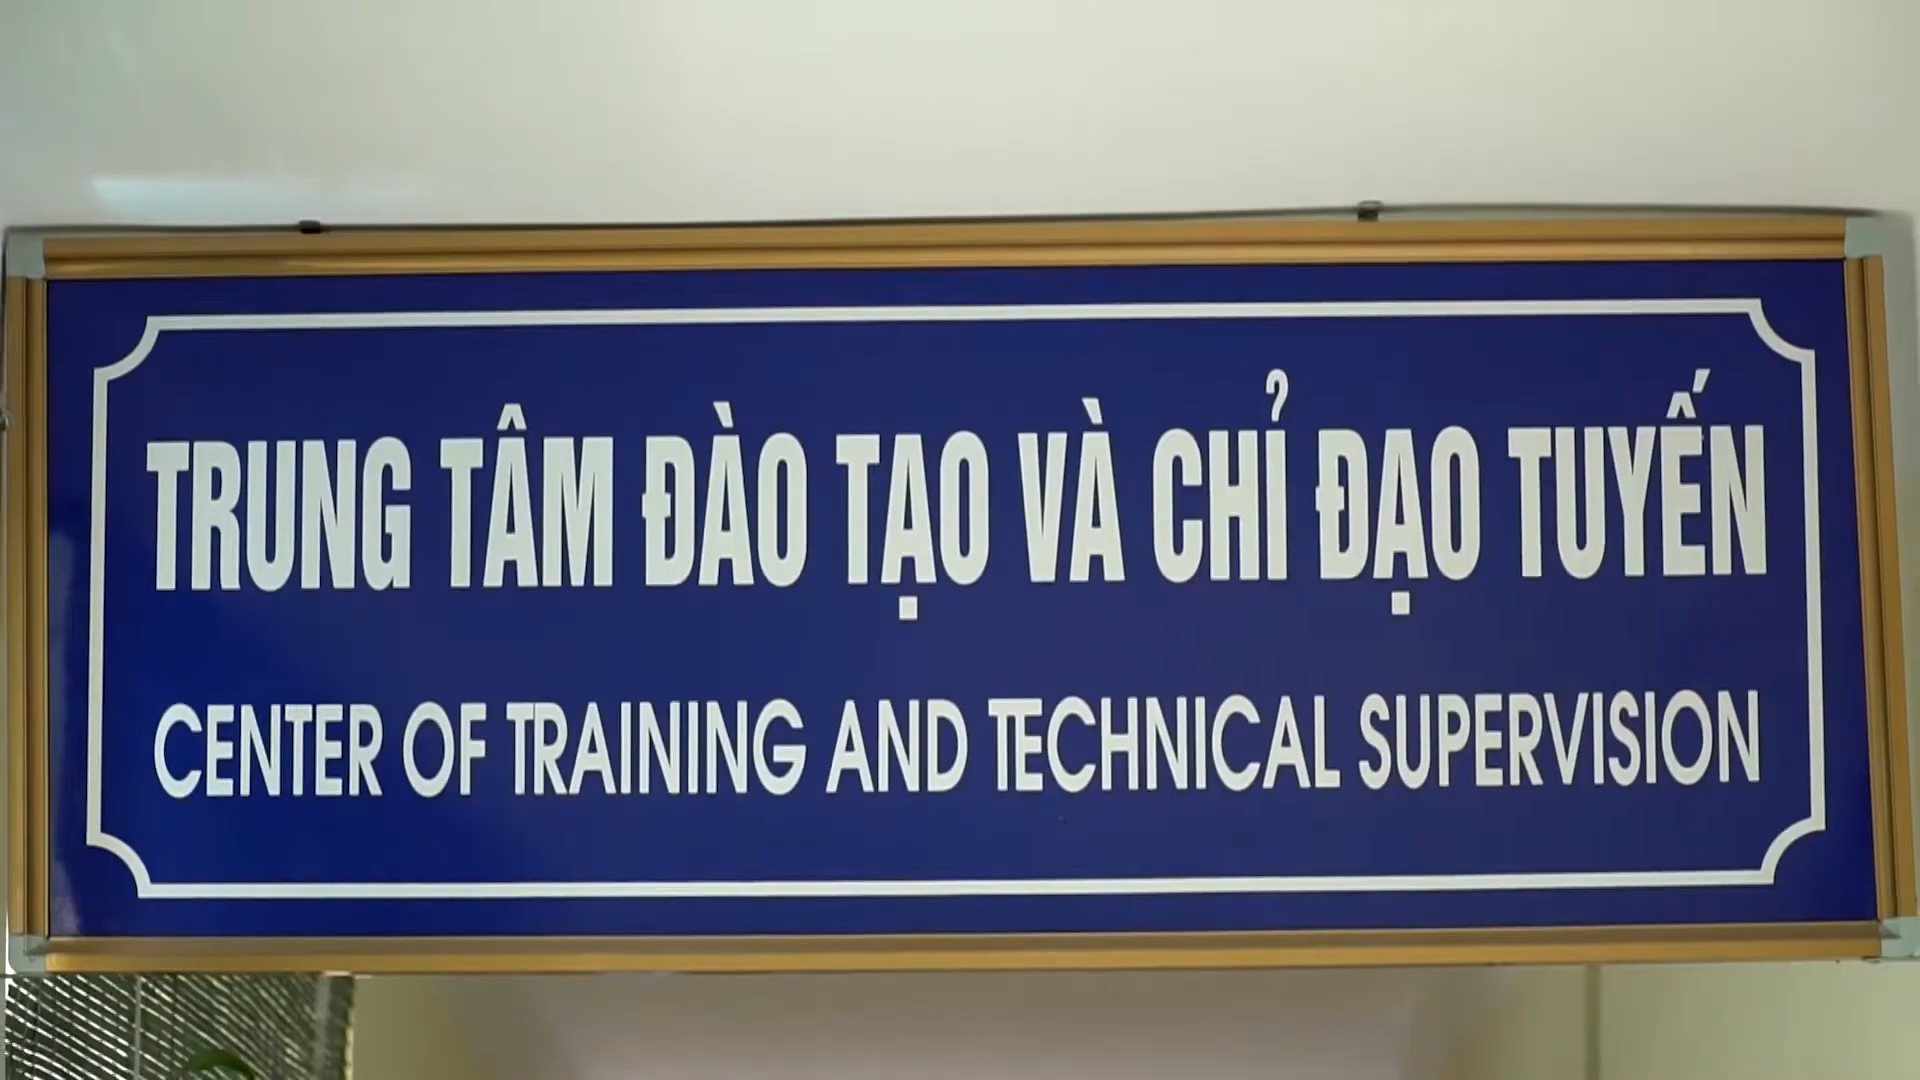 TRUNG TÂM ĐÀO TẠO VÀ CHỈ ĐẠO TUYẾN
CENTER OF TRAINING AND TECHNICAL SUPERVISION